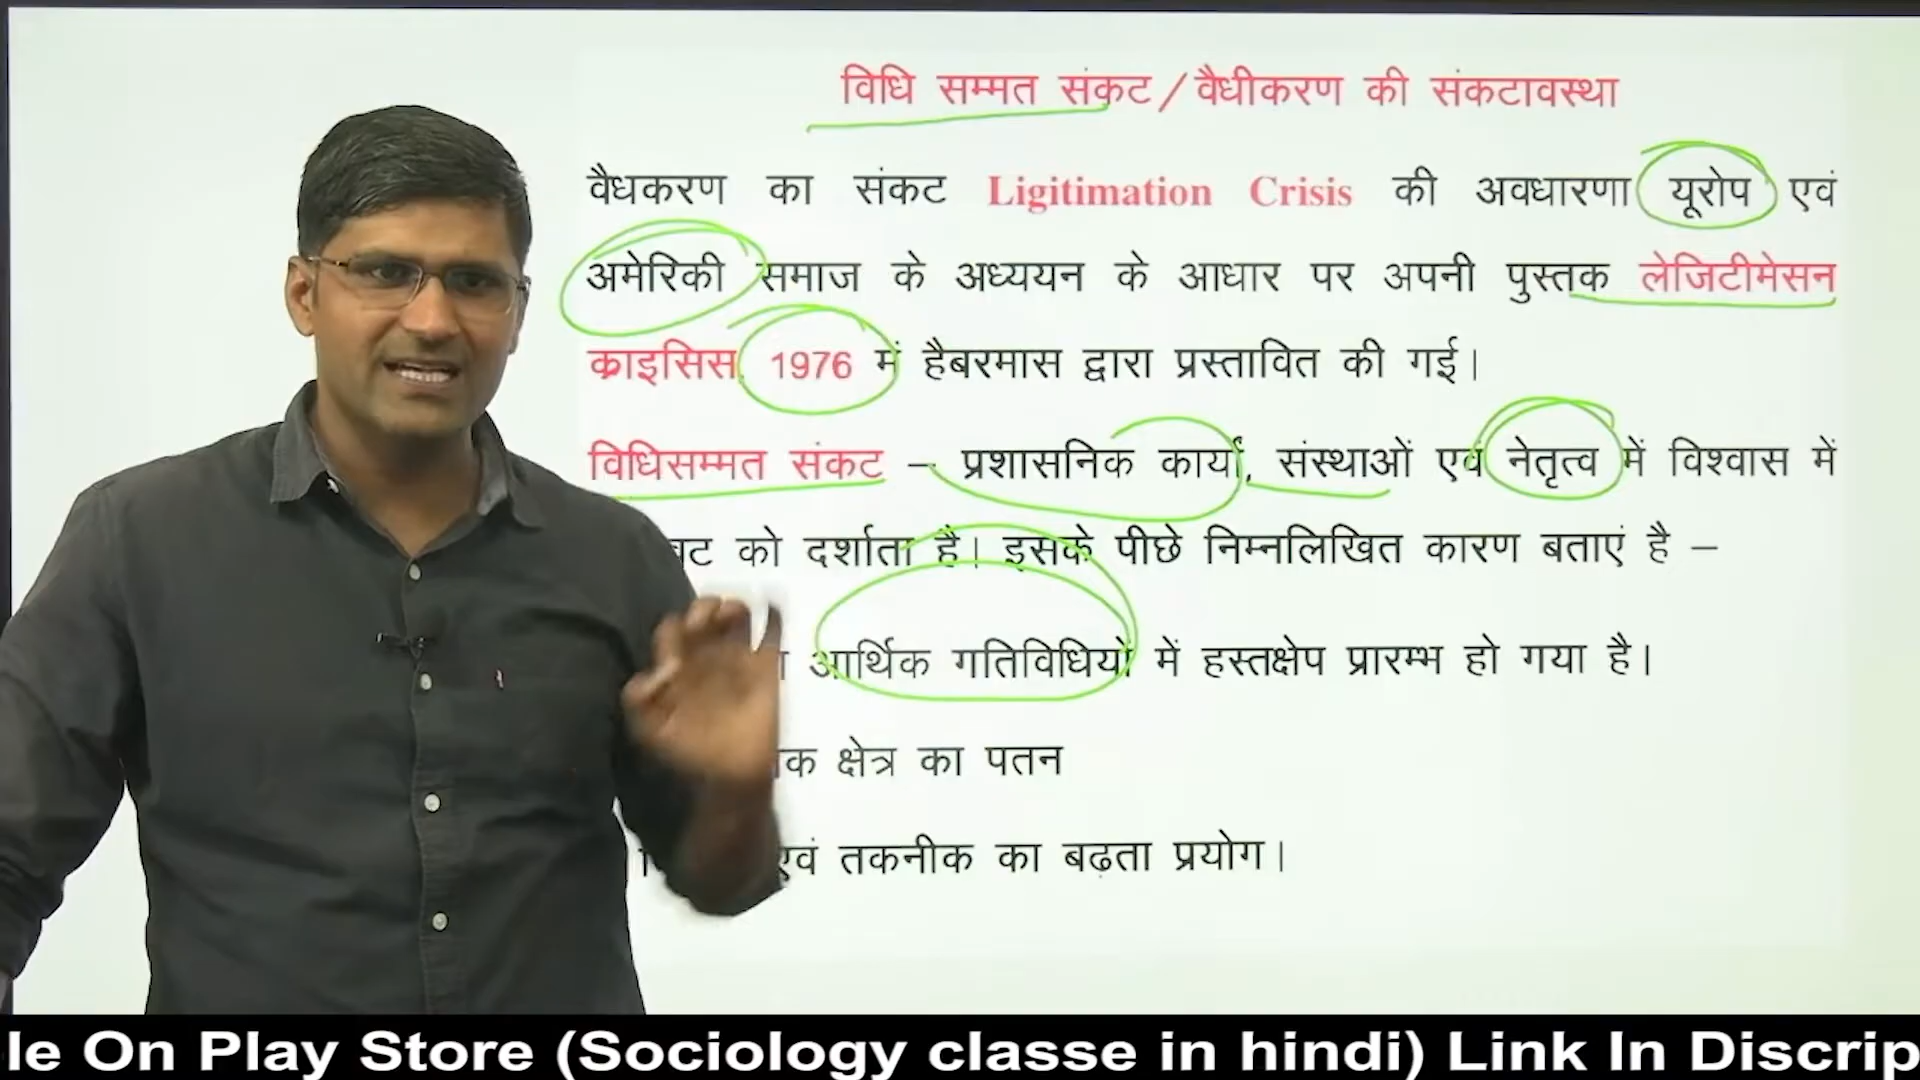 विधि सम्मत संकट/वैधीकरण की संकटावस्था
वैधकरण का संकट Ligitimation Crisis की अवधारणा यूरोप एवं
अमेरिकी समाज के अध्ययन के आधार पर अपनी पुस्तक लेजिटीमेसन
क्राइसिस 1976 में हैबरमास द्वारा प्रस्तावित की गई।
विधिसम्मत संकट – प्रशासनिक कार्यों, संस्थाओं एवं नेतृत्व में विश्वास में
को दर्शाता है। इसके पीछे निम्नलिखित कारण बताएं है –
आर्थिक गतिविधियों में हस्तक्षेप प्रारम्भ हो गया है।
क्षेत्र का पतन
एवं तकनीक का बढ़ता प्रयोग।
le On Play Store (Sociology classe in hindi) Link In Discrip